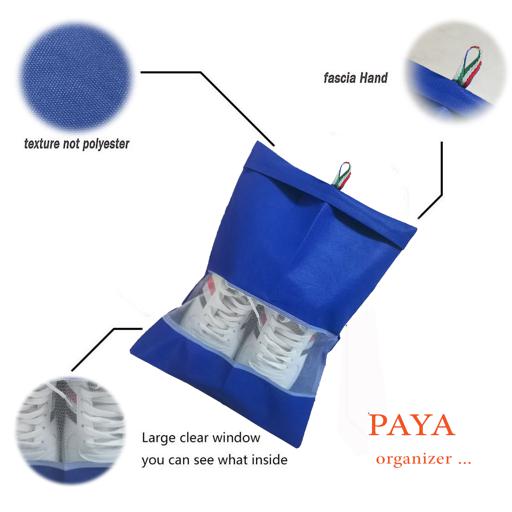 fascia Hand
texture not polyester
Large clear window
you can see what inside
PAYA
organizer ...